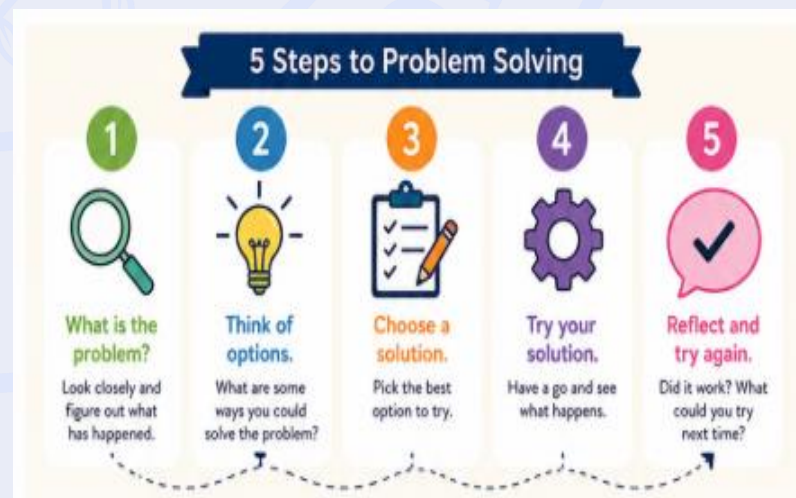 5 Steps to Problem Solving
1
What is the
problem?
Look closely and
figure out what
has happened.
2
Think of
options.
What are some
ways you could
solve the problem?
3
Choose a
solution.
Pick the best
option to try.
4
Try your
solution.
Have a go and see
what happens.
5
Reflect and
try again.
Did it work? What
could you try
next time?